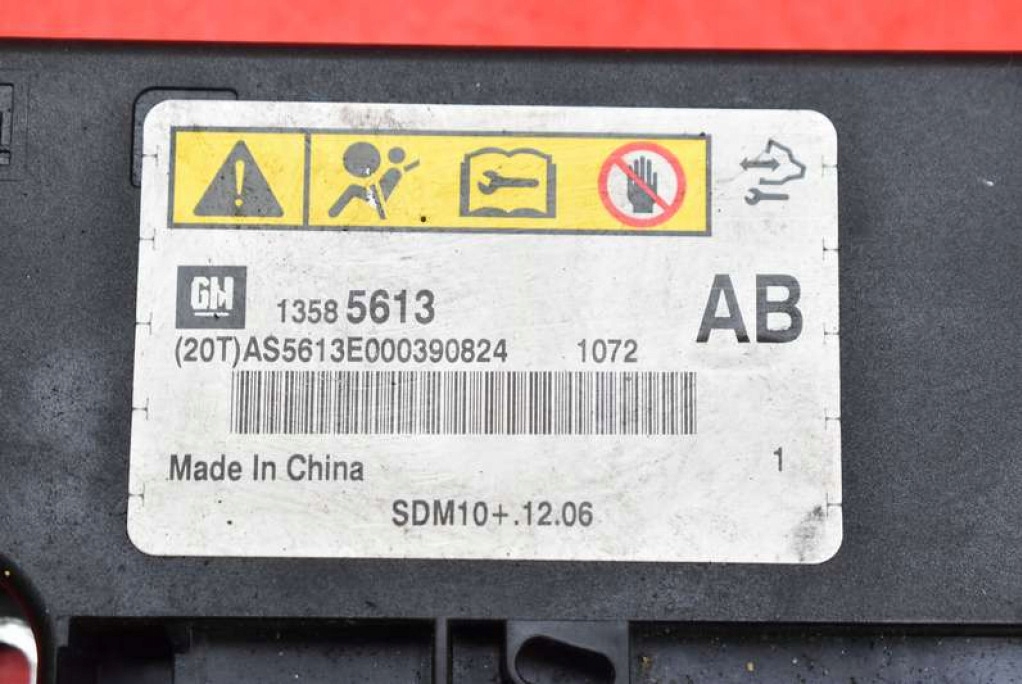 GM 1358 5613 AB
(20T)AS5613E000390824 1072
Made In China 1
SDM10+.12.06